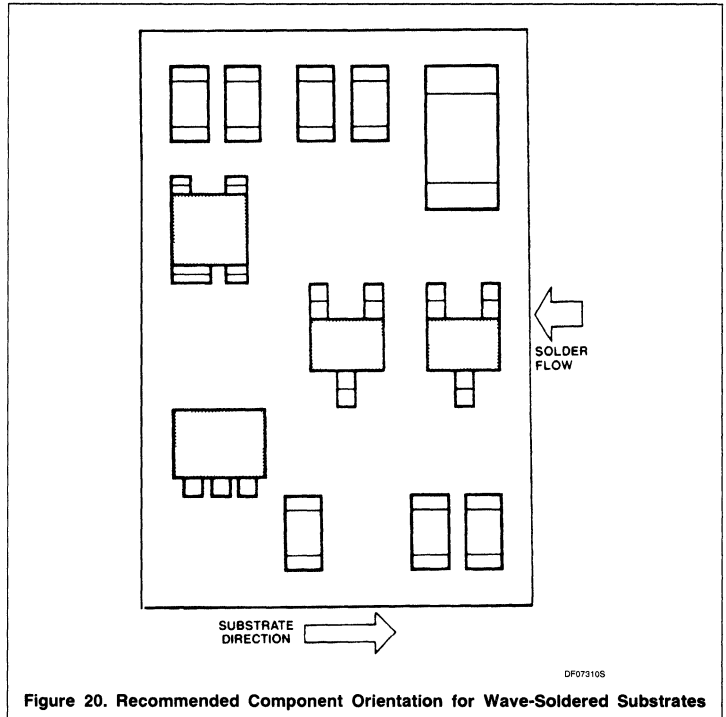 SOLDER
FLOW
SUBSTRATE
DIRECTION
DF07310S
Figure 20. Recommended Component Orientation for Wave-Soldered Substrates